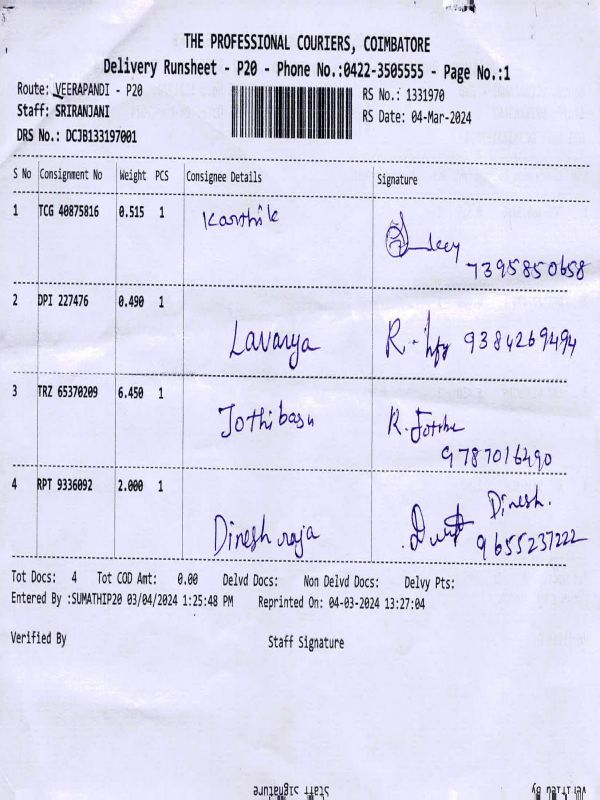 THE PROFESSIONAL COURIERS, COIMBATORE
Delivery Runsheet - P20 - Phone No.:0422-3505555 - Page No.:1
Route: VEERAPANDI - P20
RS No.: 1331970
Staff: SRIRANJANI
RS Date: 04-Mar-2024
DRS No.: DCJB133197001
S No Consignment No Weight PCS Consignee Details Signature
1 TCG 40875816 0.515 1 Karthik
7395850658
2 DPI 227476 0.490 1
Lavanya R. 9384269494
3 TRZ 65370209 6.450 1
Jothibasu R. Jothi
9787016490
4 RPT 9336092 2.000 1
Dinesh raja Dinesh.
9655237222
Tot Docs: 4 Tot COD Amt: 0.00 Delvd Docs: Non Delvd Docs: Delvy Pts:
Entered By :SUMATHIP20 03/04/2024 1:25:48 PM Reprinted On: 04-03-2024 13:27:04
Verified By Staff Signature
Staff Signature Verified By